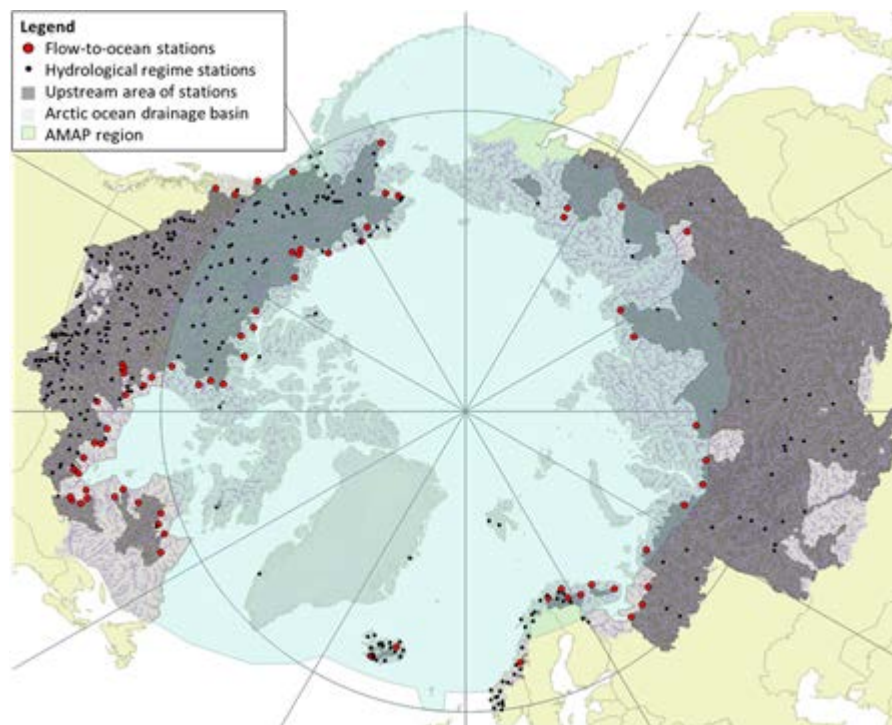 Legend
Flow-to-ocean stations
Hydrological regime stations
Upstream area of stations
Arctic ocean drainage basin
AMAP region